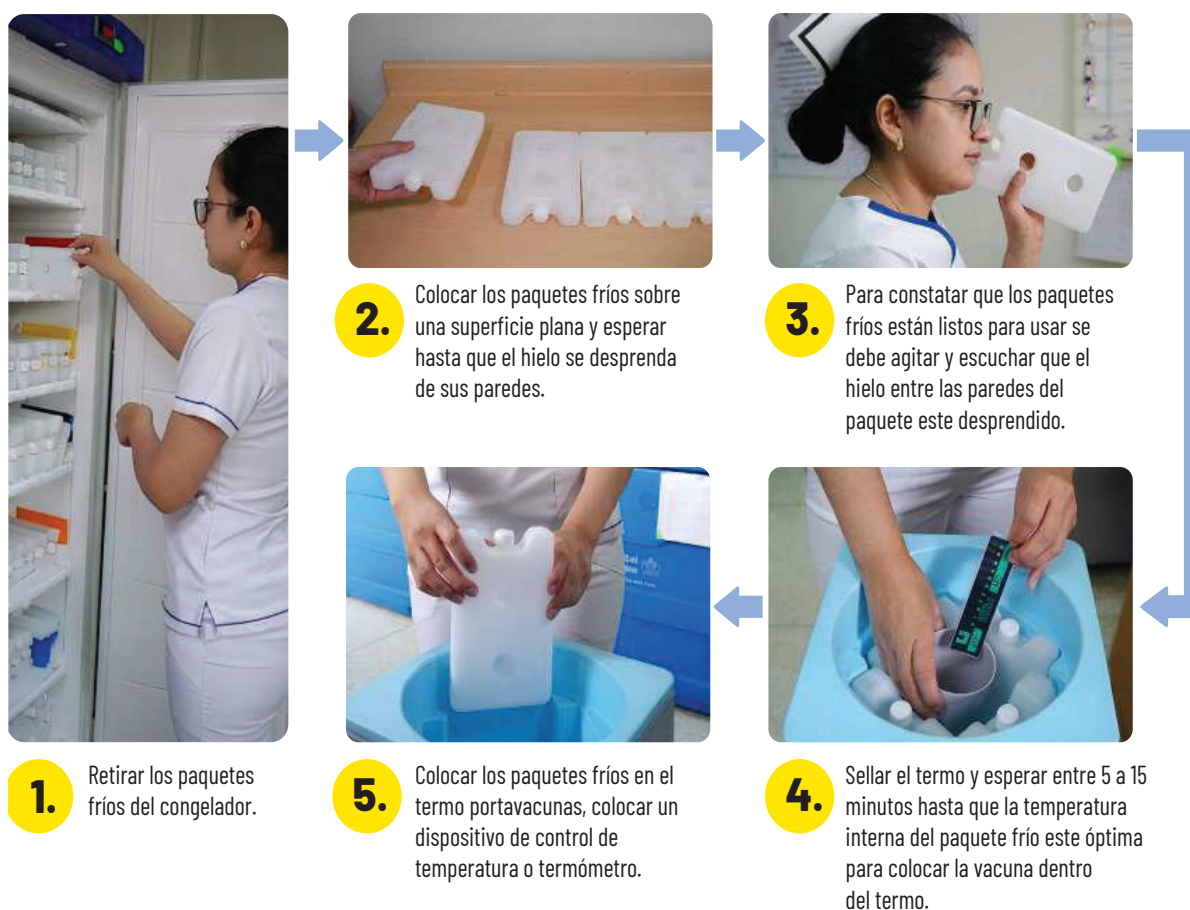 1.
Retirar los paquetes
fríos del congelador.
2.
Colocar los paquetes fríos sobre
una superficie plana y esperar
hasta que el hielo se desprenda
de sus paredes.
3.
Para constatar que los paquetes
fríos están listos para usar se
debe agitar y escuchar que el
hielo entre las paredes del
paquete este desprendido.
4.
Sellar el termo y esperar entre 5 a 15
minutos hasta que la temperatura
interna del paquete frío este óptima
para colocar la vacuna dentro
del termo.
5.
Colocar los paquetes fríos en el
termo portavacunas, colocar un
dispositivo de control de
temperatura o termómetro.